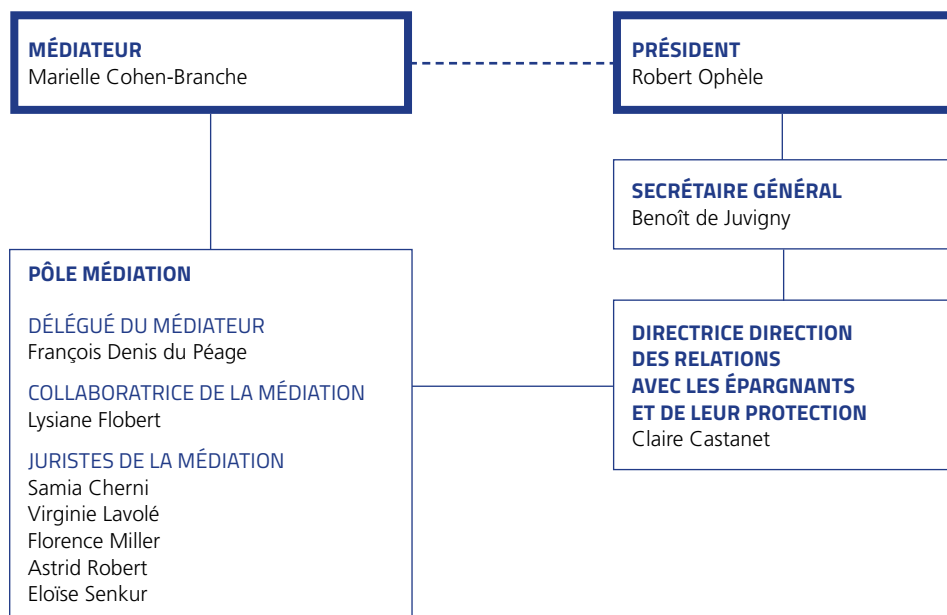 MÉDIATEUR
Marielle Cohen-Branche
PRÉSIDENT
Robert Ophèle
SECRÉTAIRE GÉNÉRAL
Benoît de Juvigny
PÔLE MÉDIATION
DÉLÉGUÉ DU MÉDIATEUR
François Denis du Péage
COLLABORATRICE DE LA MÉDIATION
Lysiane Flobert
JURISTES DE LA MÉDIATION
Samia Cherni
Virginie Lavolé
Florence Miller
Astrid Robert
Eloïse Senkur
DIRECTRICE DIRECTION
DES RELATIONS
AVEC LES ÉPARGNANTS
ET DE LEUR PROTECTION
Claire Castanet